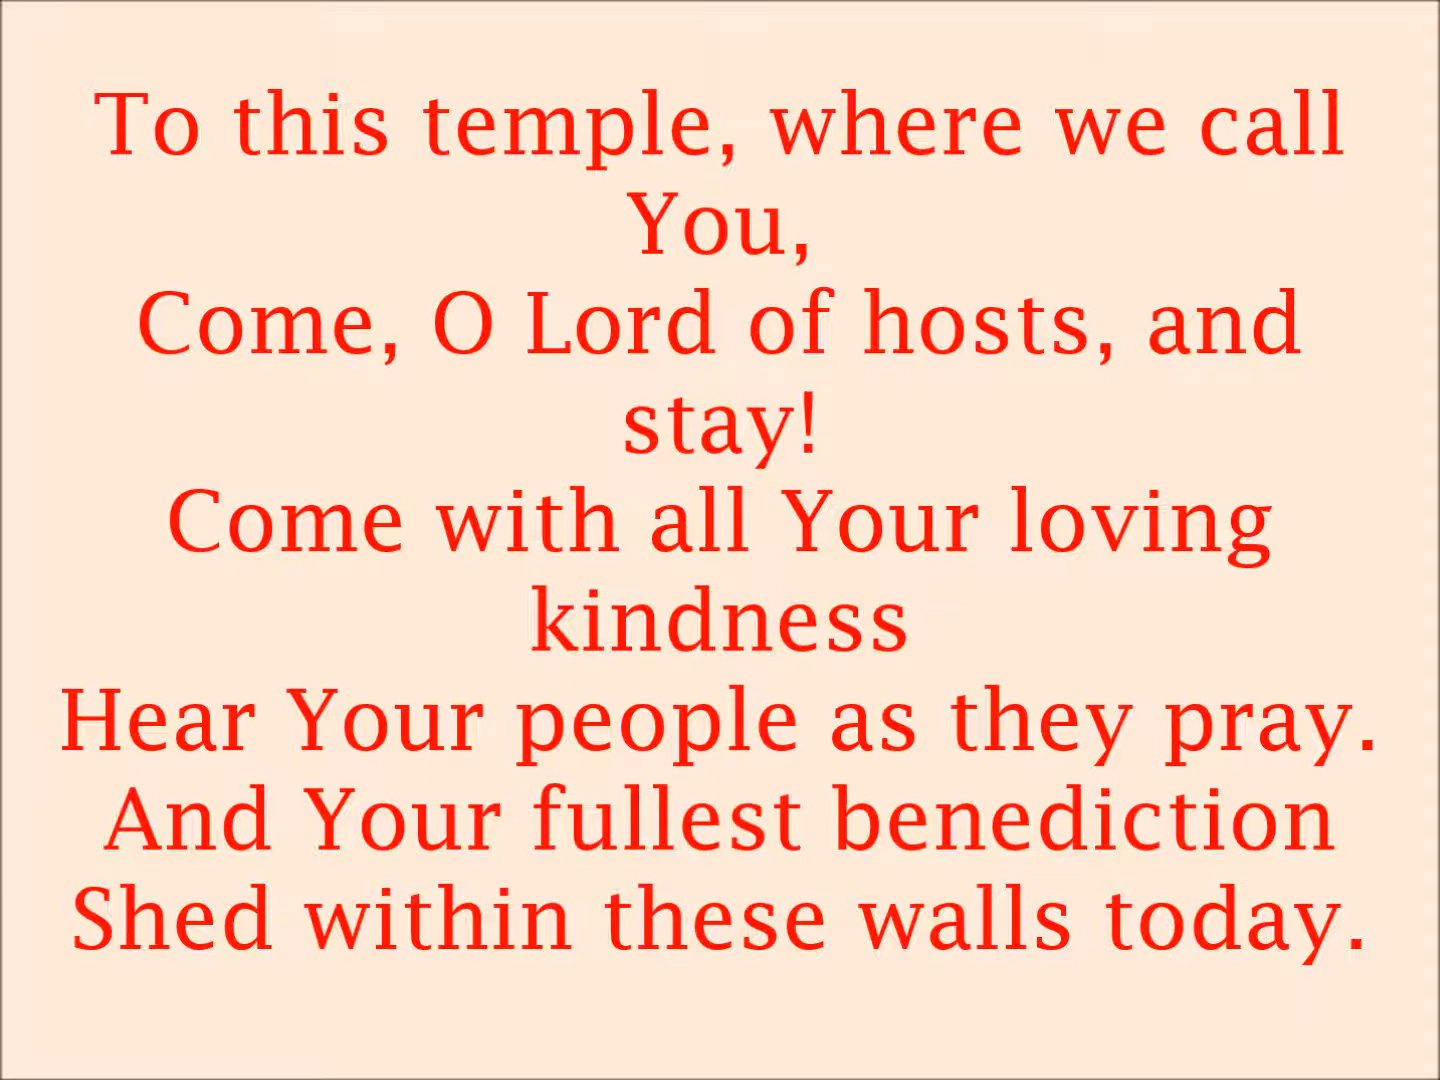 To this temple, where we call
You,
Come, O Lord of hosts, and
stay!
Come with all Your loving
kindness
Hear Your people as they pray.
And Your fullest benediction
Shed within these walls today.